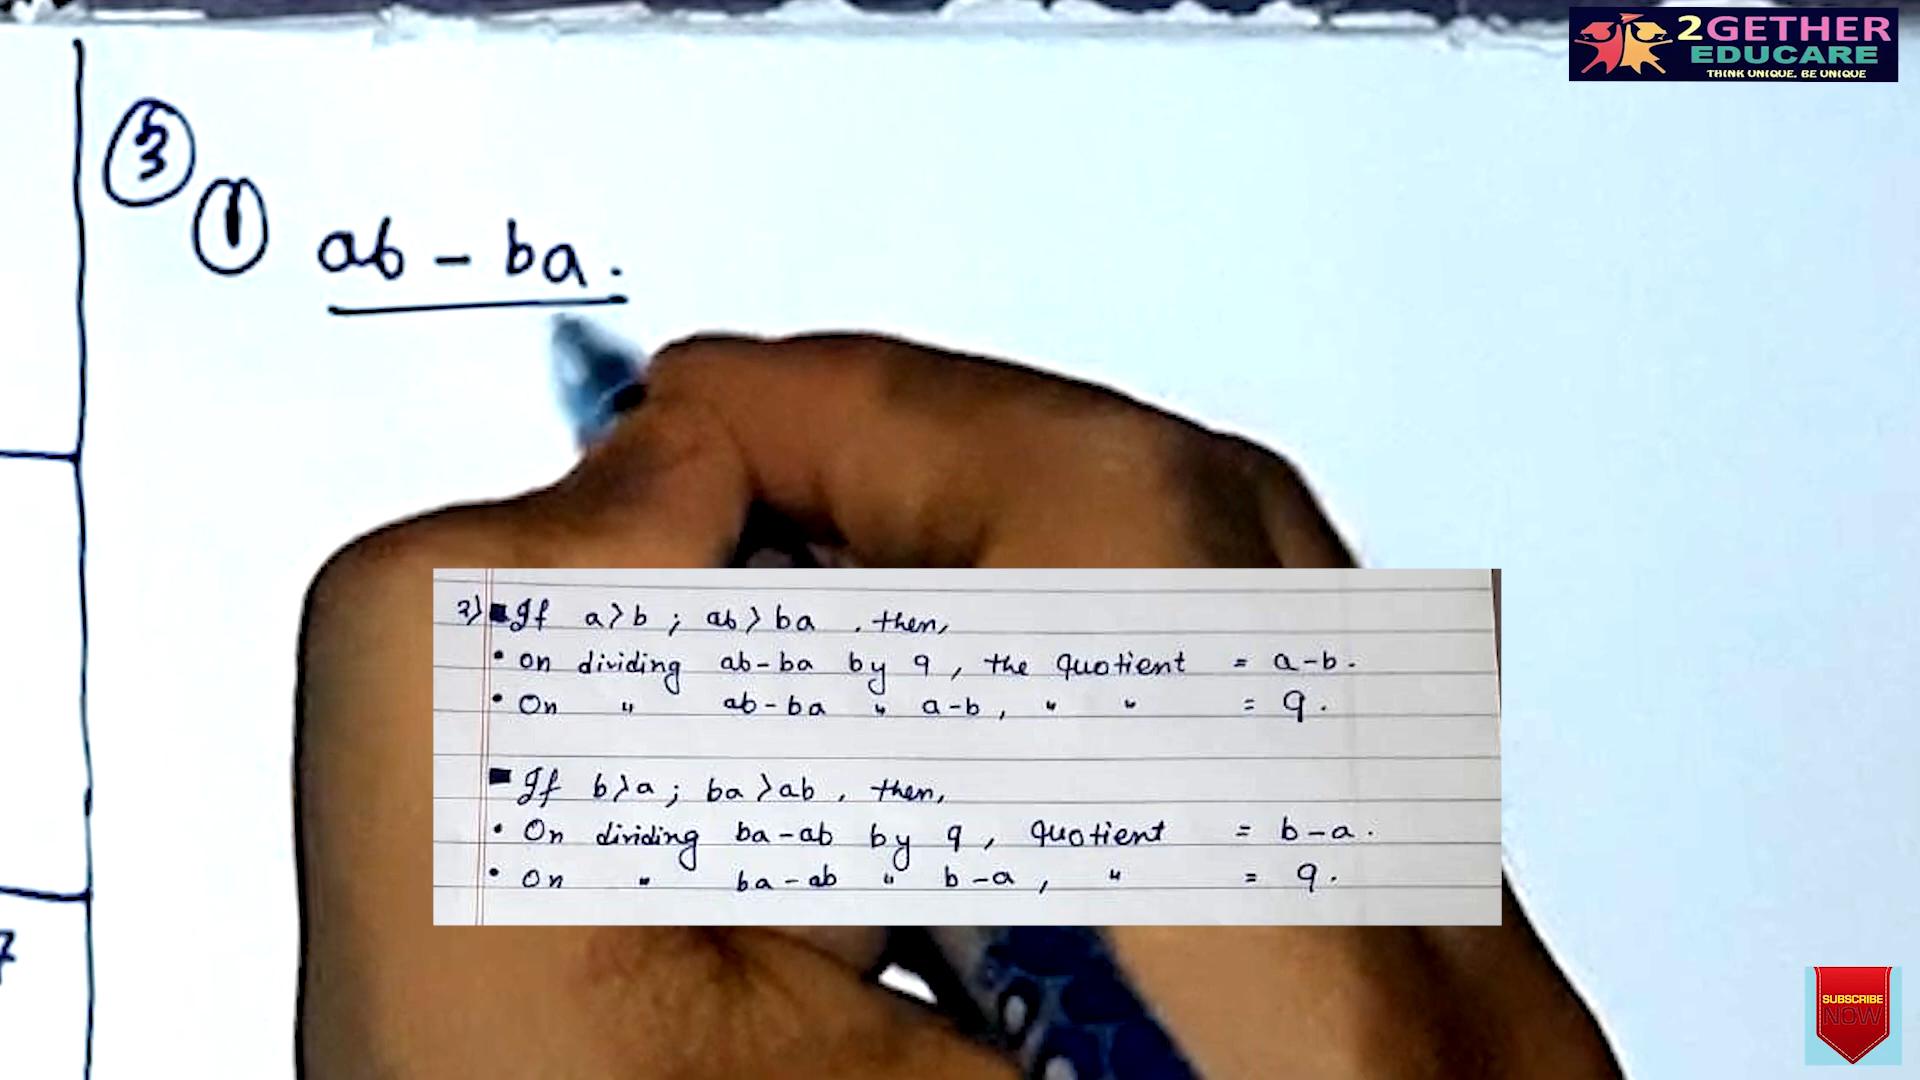 2GETHER
EDUCARE
THINK UNIQUE. BE UNIQUE
3
1 ab - ba.
7
2) If a>b ; ab>ba , then,
• on dividing ab-ba by 9, the Quotient = a-b.
• On " ab-ba " a-b, " " = 9.
If b>a ; ba>ab , then,
• On dividing ba-ab by 9, Quotient = b-a.
• On " ba-ab " b-a, " = 9.
SUBSCRIBE
NOW